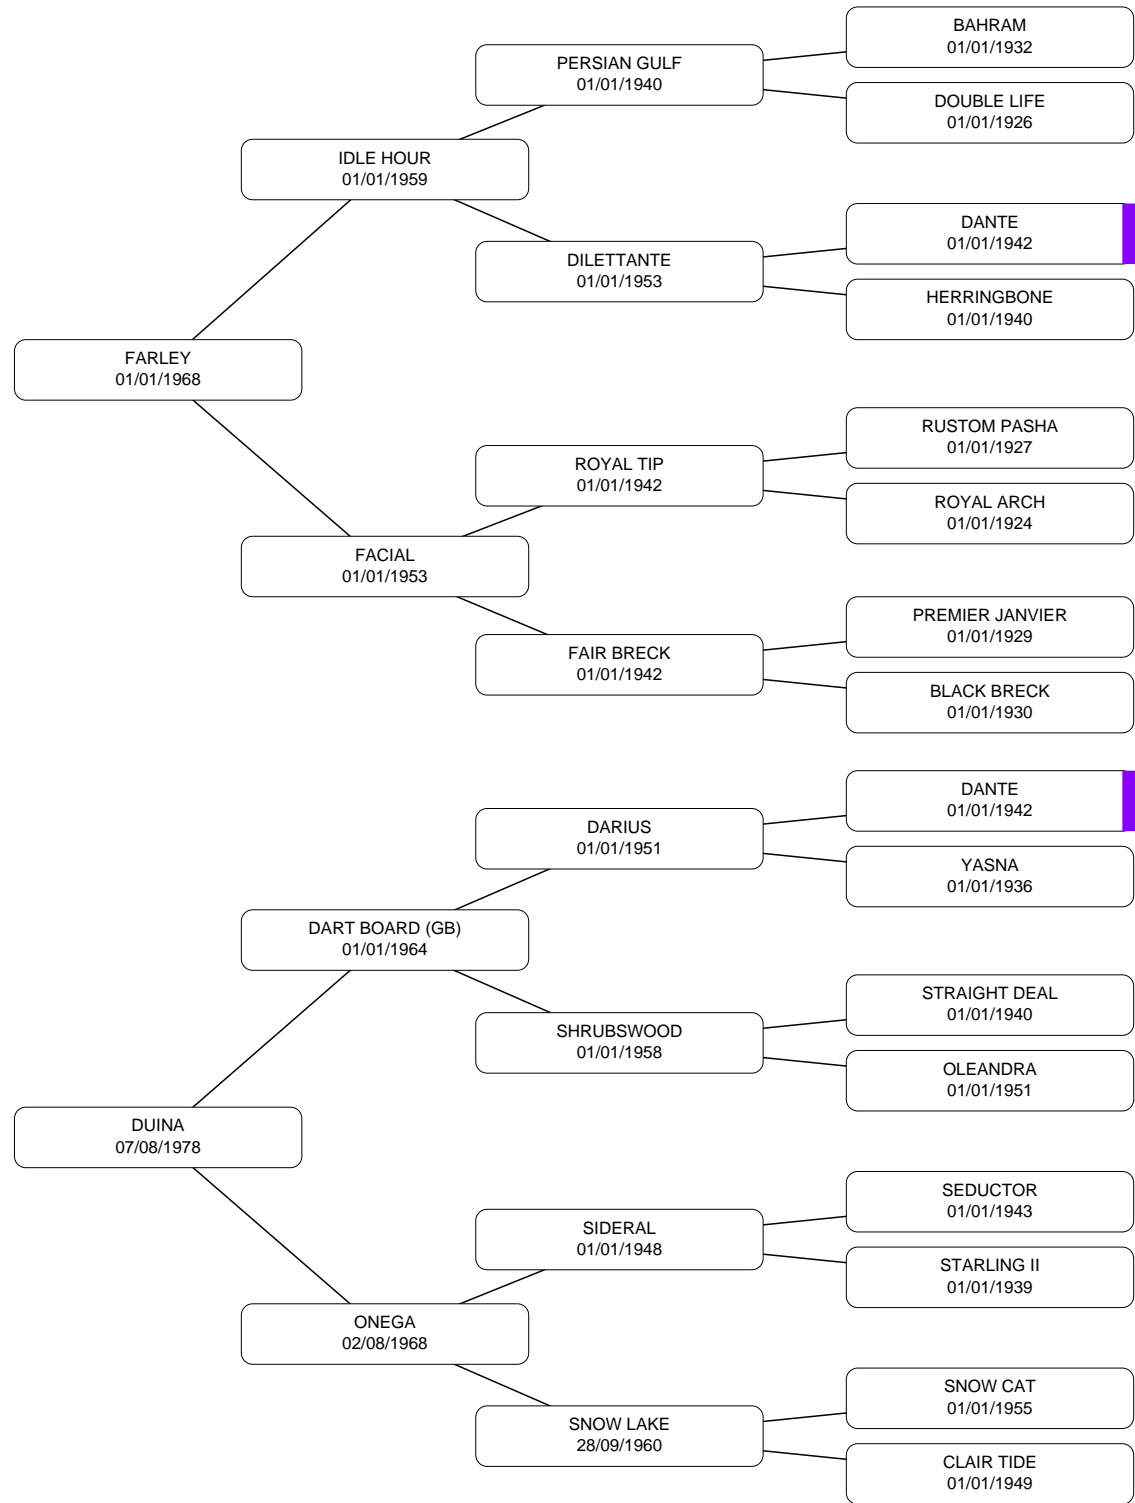 BAHRAM
01/01/1932
PERSIAN GULF
01/01/1940
DOUBLE LIFE
01/01/1926
IDLE HOUR
01/01/1959
DANTE
01/01/1942
DILETTANTE
01/01/1953
HERRINGBONE
01/01/1940
FARLEY
01/01/1968
RUSTOM PASHA
01/01/1927
ROYAL TIP
01/01/1942
ROYAL ARCH
01/01/1924
FACIAL
01/01/1953
PREMIER JANVIER
01/01/1929
FAIR BRECK
01/01/1942
BLACK BRECK
01/01/1930
DANTE
01/01/1942
DARIUS
01/01/1951
YASNA
01/01/1936
DART BOARD (GB)
01/01/1964
STRAIGHT DEAL
01/01/1940
SHRUBSWOOD
01/01/1958
OLEANDRA
01/01/1951
DUINA
07/08/1978
SEDUCTOR
01/01/1943
SIDERAL
01/01/1948
STARLING II
01/01/1939
ONEGA
02/08/1968
SNOW CAT
01/01/1955
SNOW LAKE
28/09/1960
CLAIR TIDE
01/01/1949